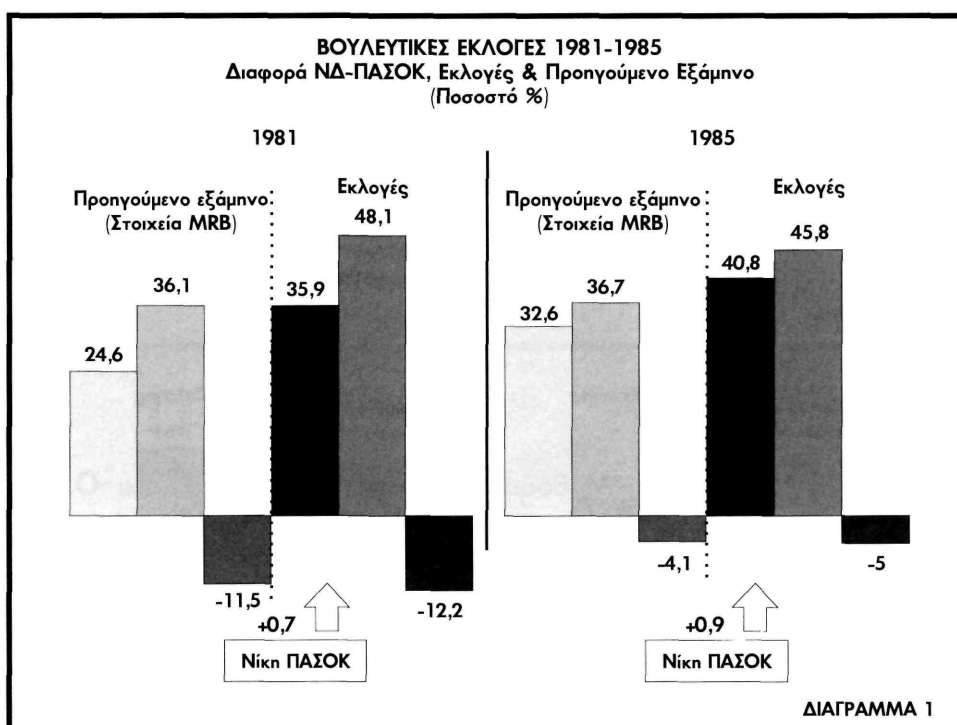 ΒΟΥΛΕΥΤΙΚΕΣ ΕΚΛΟΓΕΣ 1981-1985
Διαφορά ΝΔ-ΠΑΣΟΚ, Εκλογές & Προηγούμενο Εξάμηνο
(Ποσοστό %)
1981
Προηγούμενο εξάμηνο
(Στοιχεία MRB)
Εκλογές
24,6
36,1
-11,5
35,9
48,1
-12,2
+0,7
Νίκη ΠΑΣΟΚ
1985
Προηγούμενο εξάμηνο
(Στοιχεία MRB)
Εκλογές
32,6
36,7
-4,1
40,8
45,8
-5
+0,9
Νίκη ΠΑΣΟΚ
ΔΙΑΓΡΑΜΜΑ 1